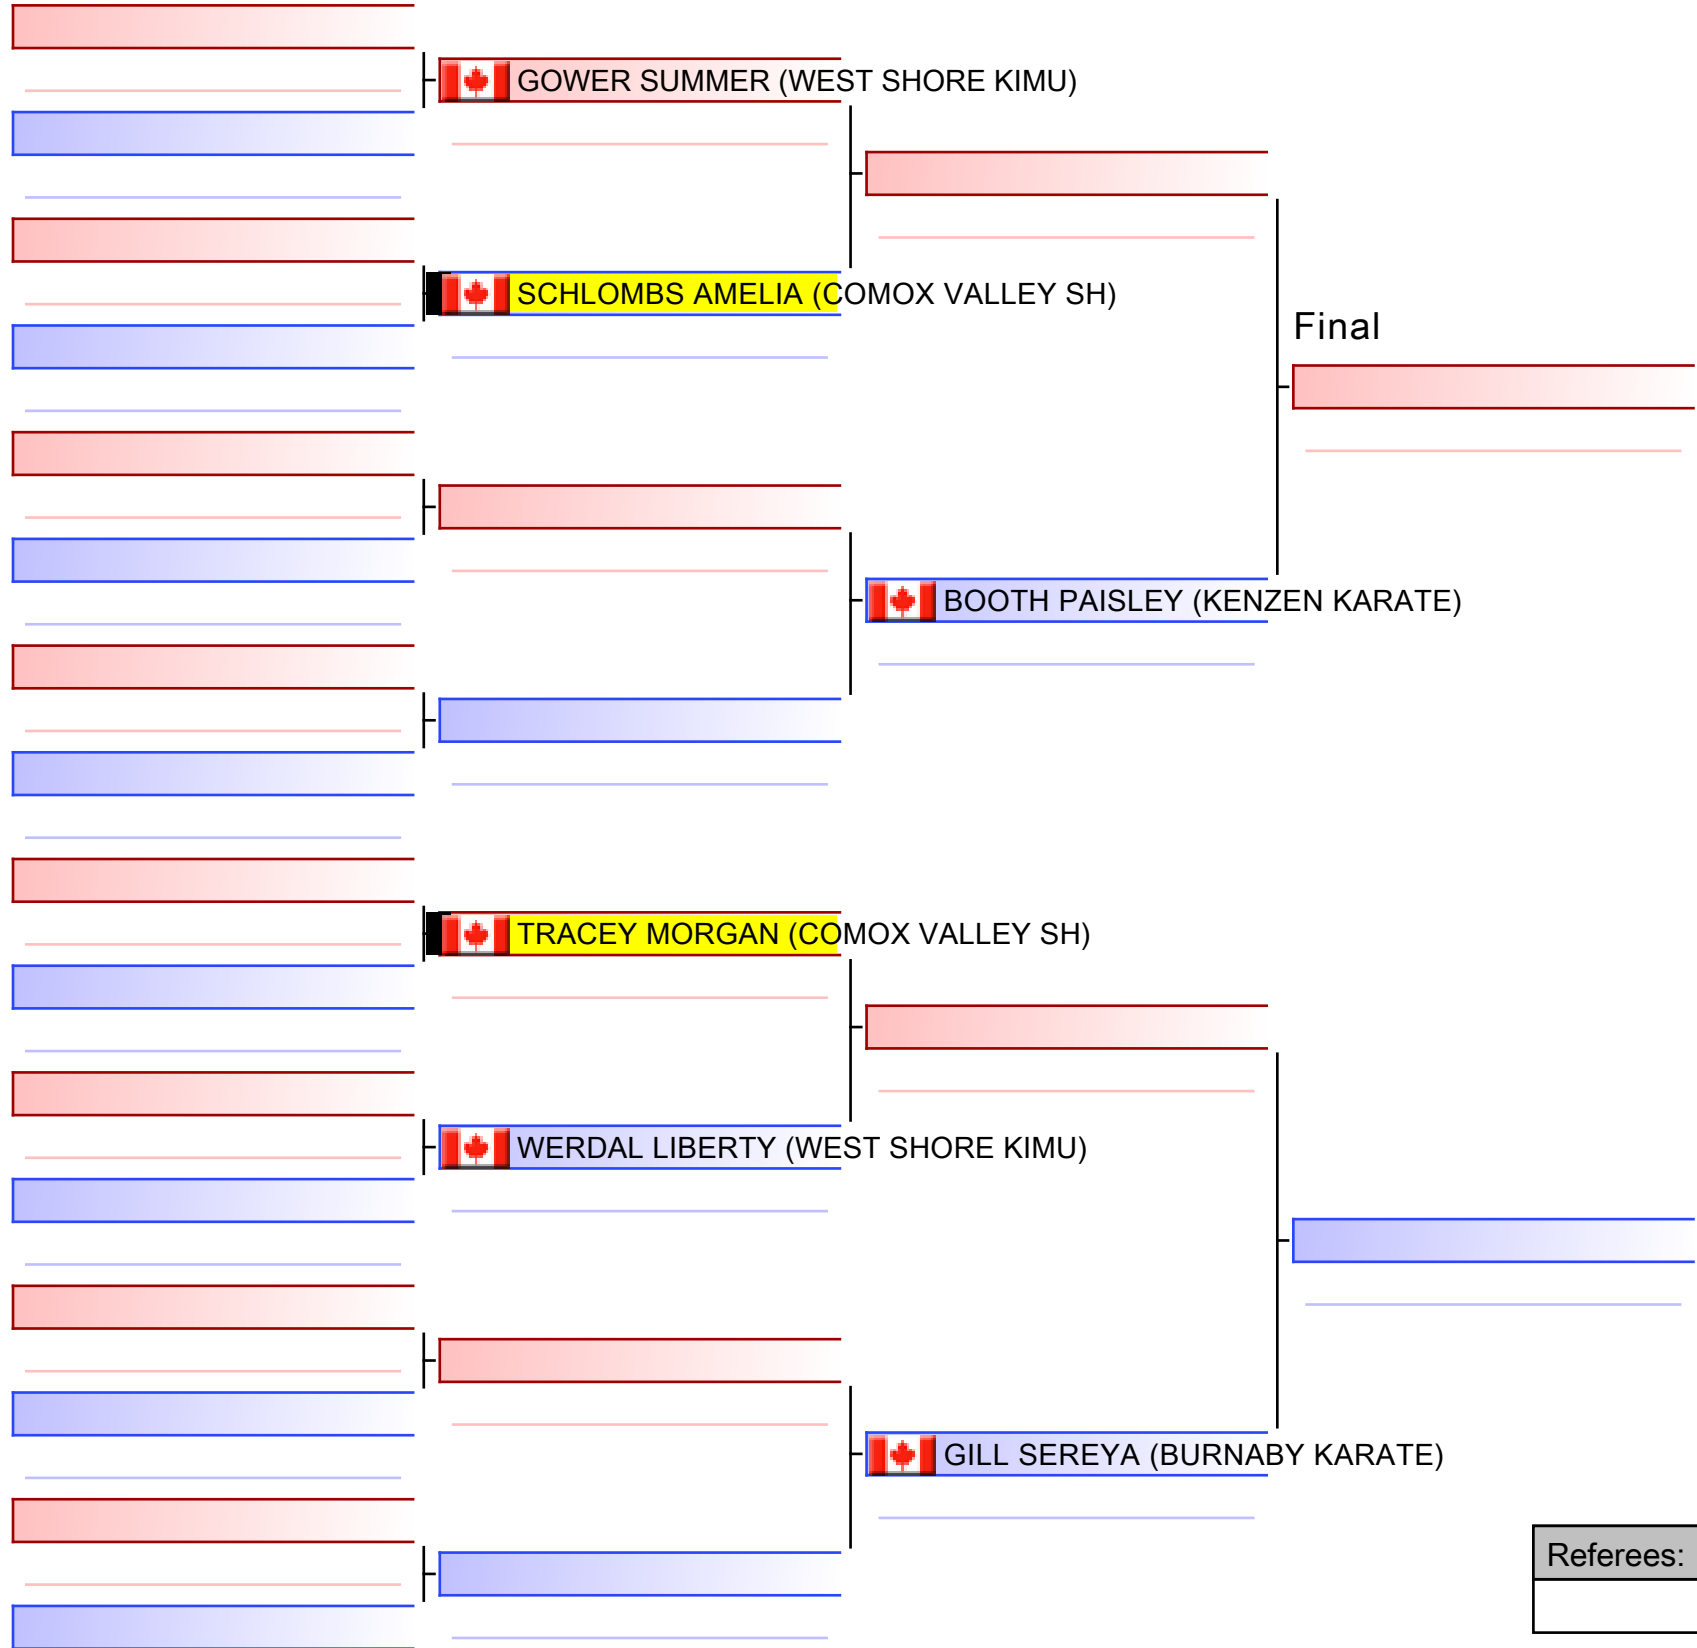 GOWER SUMMER (WEST SHORE KIMU)
SCHLOMBS AMELIA (COMOX VALLEY SH)
Final
BOOTH PAISLEY (KENZEN KARATE)
TRACEY MORGAN (COMOX VALLEY SH)
WERDAL LIBERTY (WEST SHORE KIMU)
GILL SEREYA (BURNABY KARATE)
Referees: